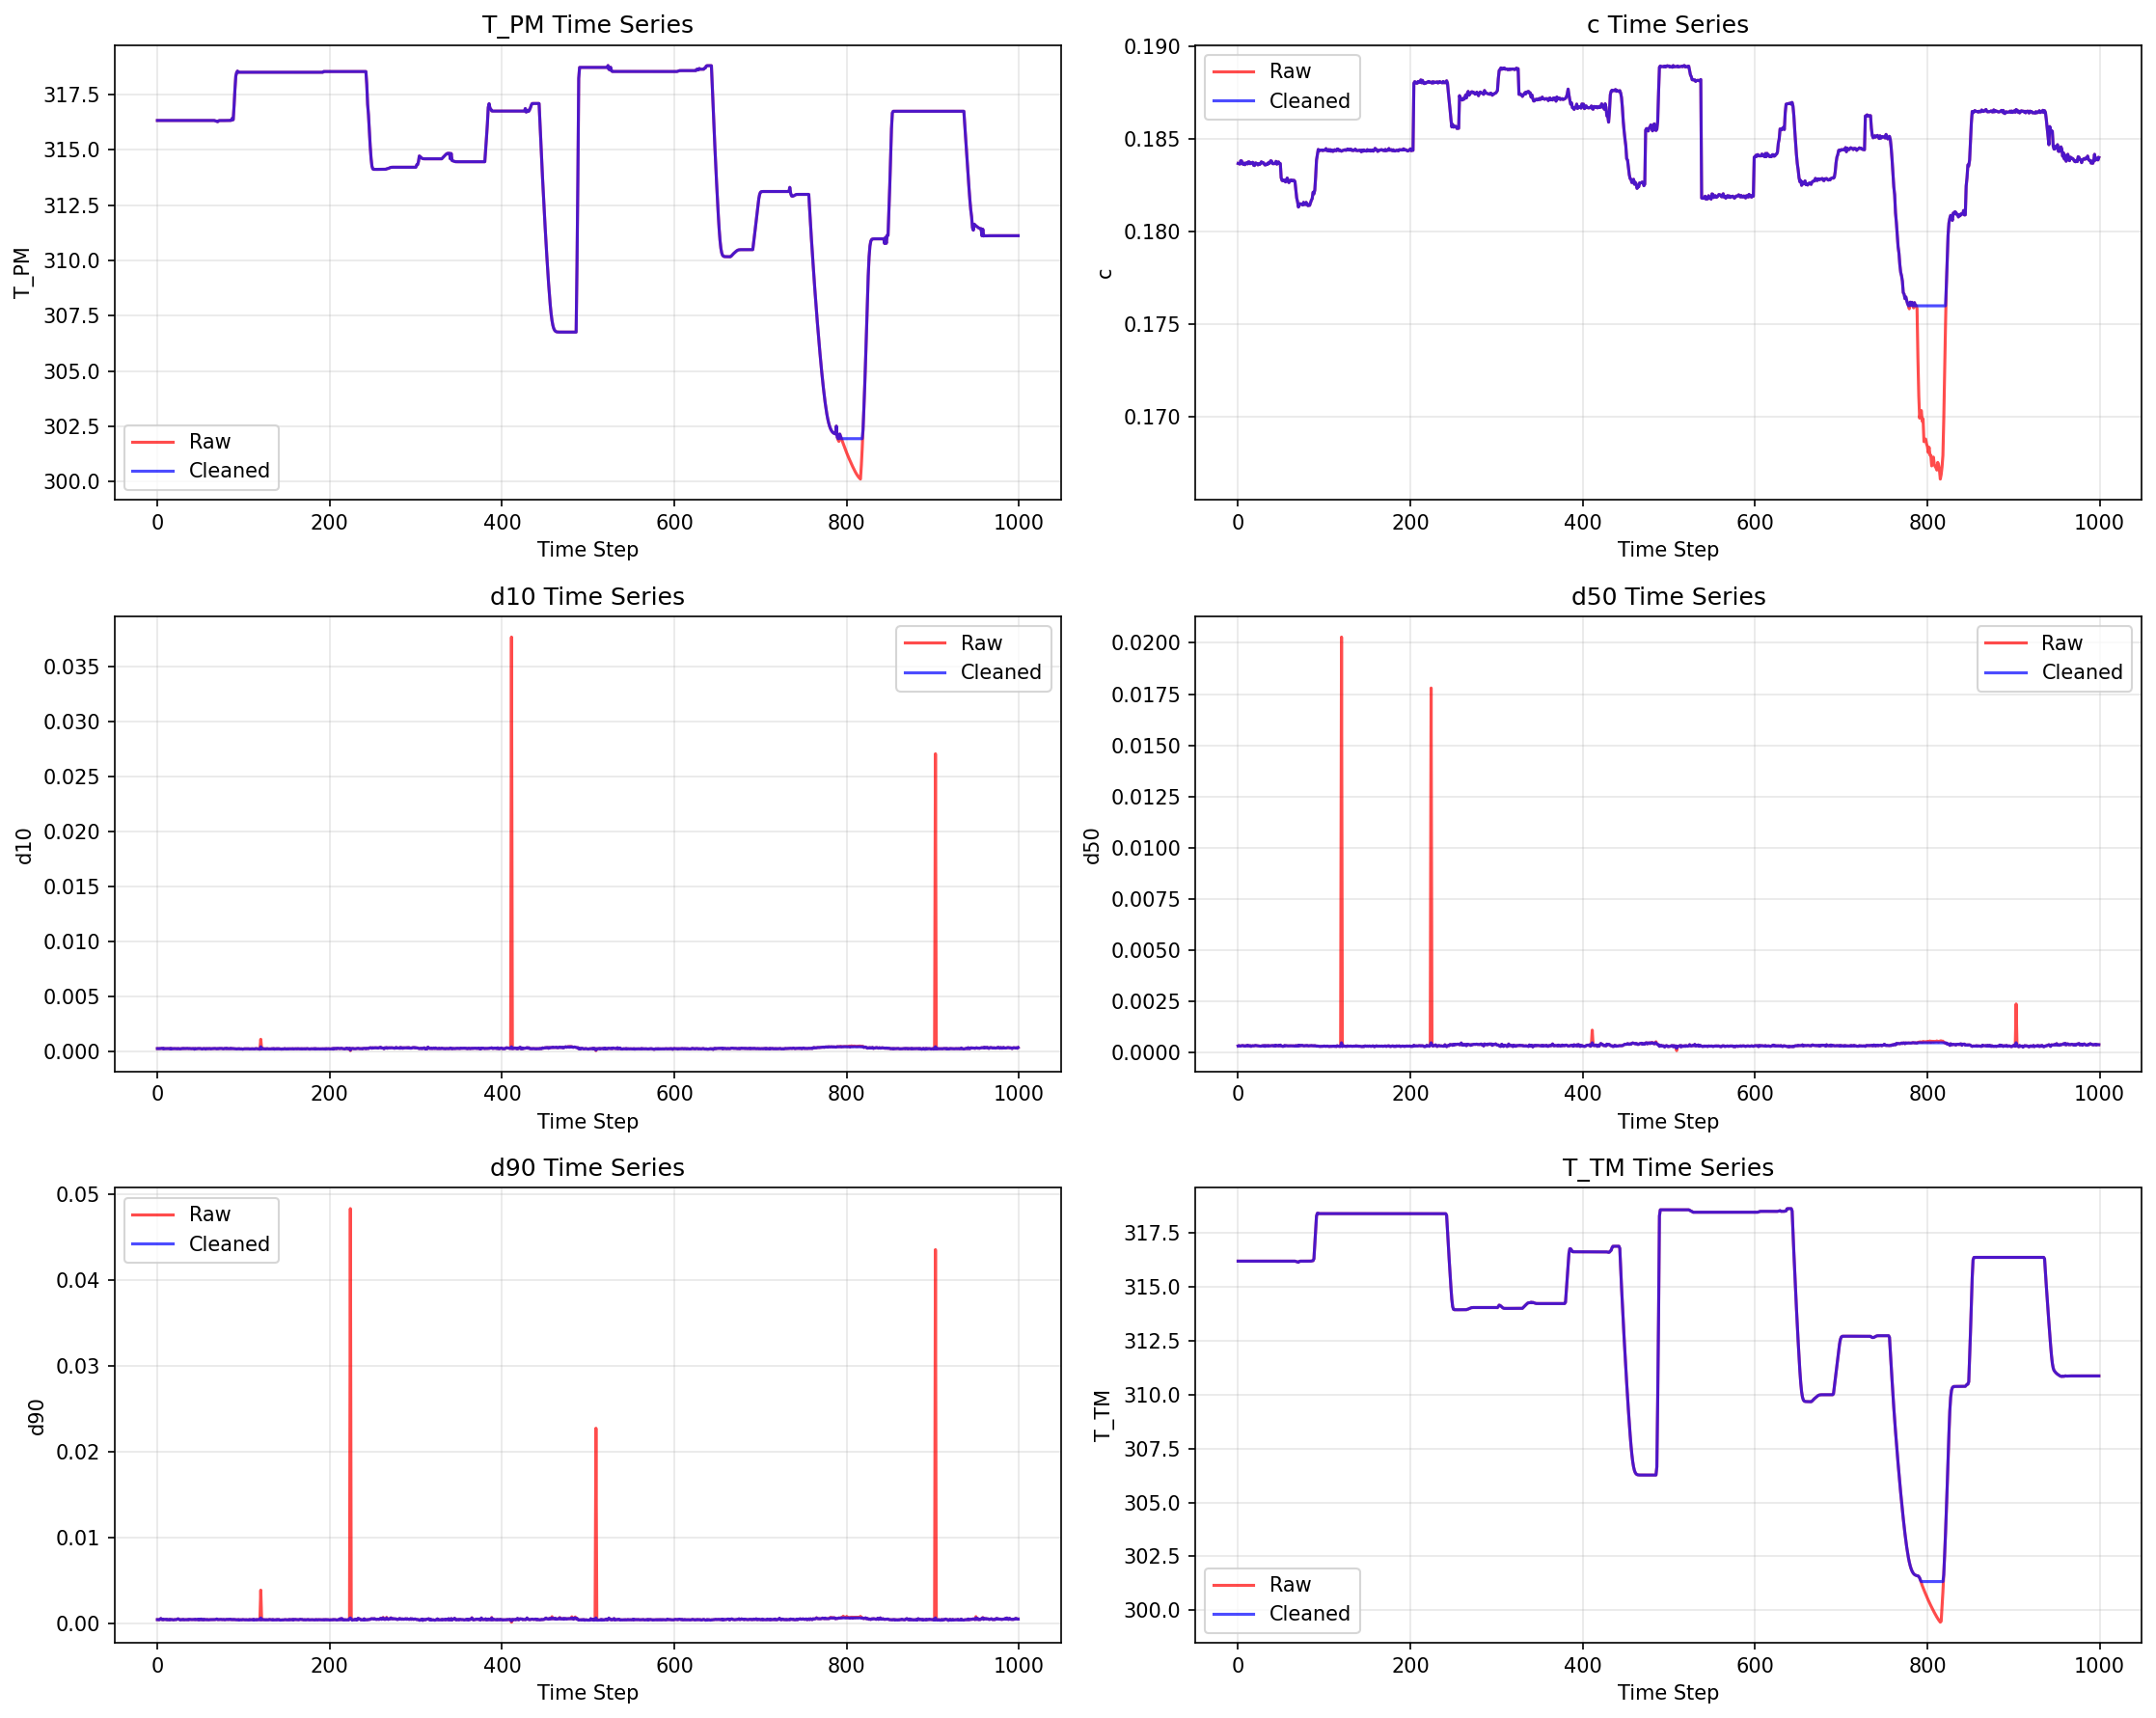 T_PM Time Series
T_PM
317.5
315.0
312.5
310.0
307.5
305.0
302.5
300.0
Raw
Cleaned
0 200 400 600 800 1000
Time Step
c Time Series
c
0.190
0.185
0.180
0.175
0.170
Raw
Cleaned
0 200 400 600 800 1000
Time Step
d10 Time Series
d10
0.035
0.030
0.025
0.020
0.015
0.010
0.005
0.000
Raw
Cleaned
0 200 400 600 800 1000
Time Step
d50 Time Series
d50
0.0200
0.0175
0.0150
0.0125
0.0100
0.0075
0.0050
0.0025
0.0000
Raw
Cleaned
0 200 400 600 800 1000
Time Step
d90 Time Series
d90
0.05
0.04
0.03
0.02
0.01
0.00
Raw
Cleaned
0 200 400 600 800 1000
Time Step
T_TM Time Series
T_TM
317.5
315.0
312.5
310.0
307.5
305.0
302.5
300.0
Raw
Cleaned
0 200 400 600 800 1000
Time Step